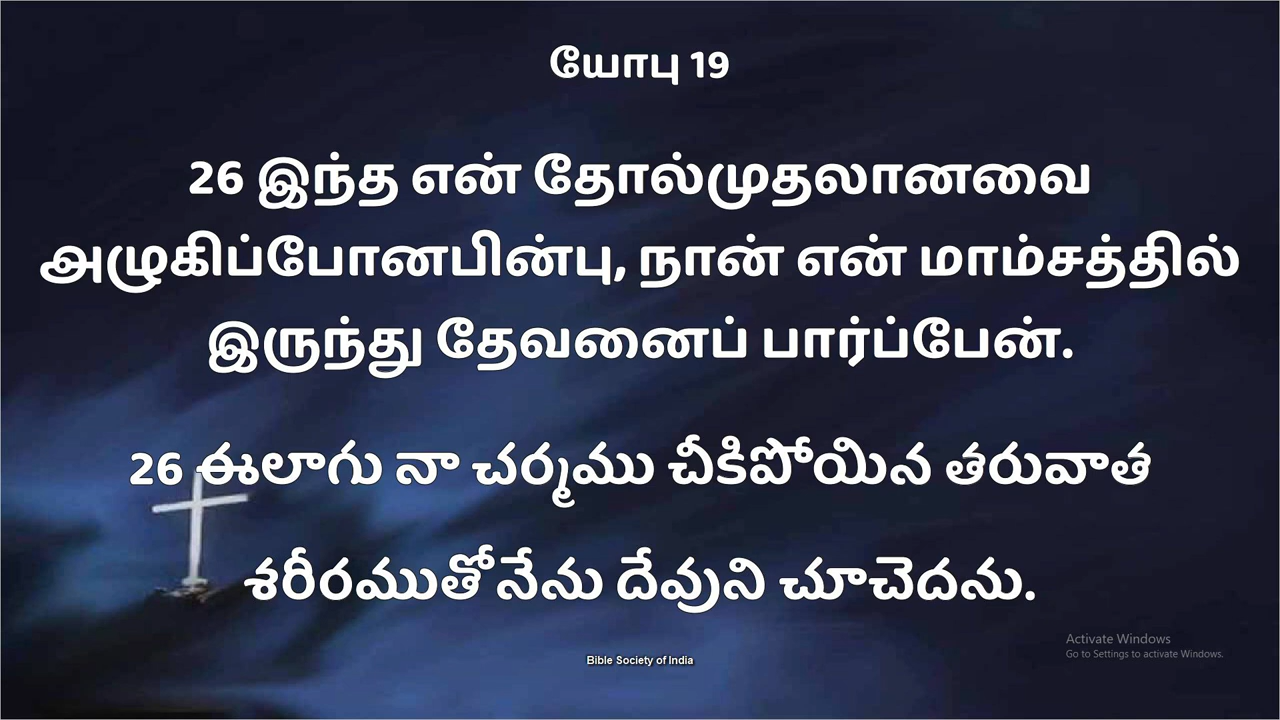 யோபு 19
26 இந்த என் தோல்முதலானவை
அழுகிப்போனபின்பு, நான் என் மாம்சத்தில்
இருந்து தேவனைப் பார்ப்பேன்.
26 ఈలాగు నా చర్మము చీకిపోయిన తరువాత
శరీరముతోనేను దేవుని చూచెదను.
Activate Windows
Go to Settings to activate Windows.
Bible Society of India